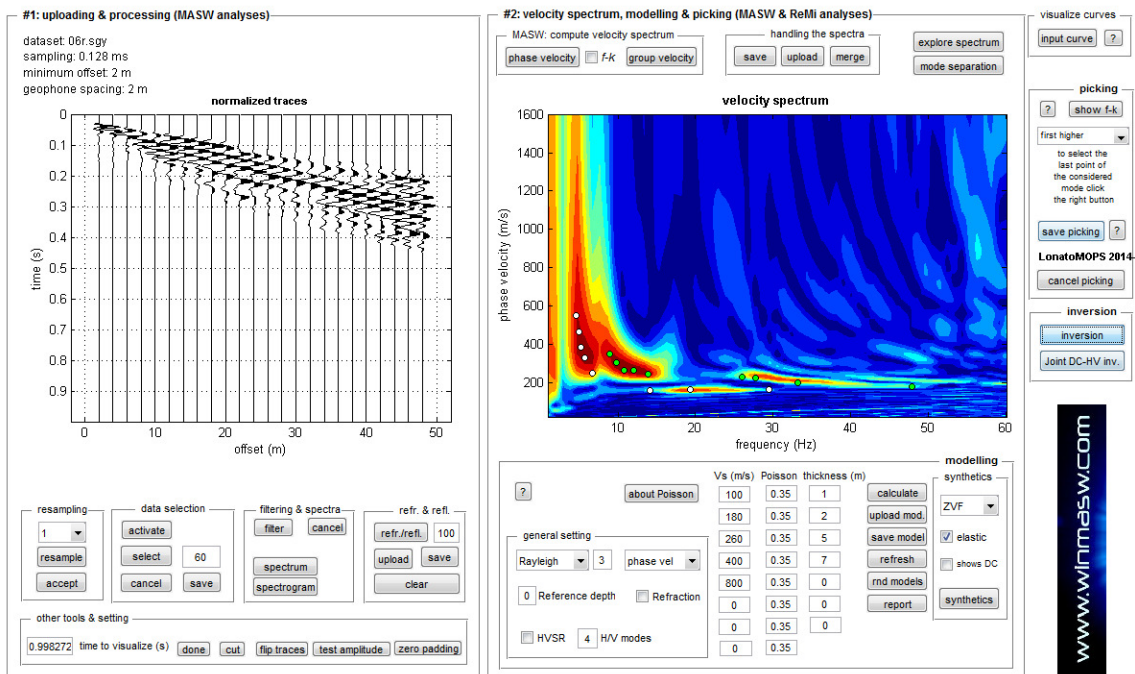 #1: uploading & processing (MASW analyses)
dataset: 06r.sgy
sampling: 0.128 ms
minimum offset: 2 m
geophone spacing: 2 m
normalized traces
0
0.1
0.2
0.3
0.4
0.5
0.6
0.7
0.8
0.9
time (s)
0 10 20 30 40 50
offset (m)
resampling
1
resample
accept
data selection
activate
select 60
cancel save
filtering & spectra
filter cancel
spectrum
spectrogram
refr. & refl.
refr./refl. 100
upload save
clear
other tools & setting
0.998272 time to visualize (s) done cut flip traces test amplitude zero padding
#2: velocity spectrum, modelling & picking (MASW & ReMi analyses)
MASW: compute velocity spectrum
phase velocity f-k group velocity
handling the spectra
save upload merge
explore spectrum
mode separation
velocity spectrum
1600
1400
1200
1000
800
600
400
200
phase velocity (m/s)
10 20 30 40 50 60
frequency (Hz)
modelling
? about Poisson
general setting
Rayleigh 3 phase vel
0 Reference depth Refraction
HVSR 4 H/V modes
Vs (m/s) Poisson thickness (m)
100 0.35 1
180 0.35 2
260 0.35 5
400 0.35 7
800 0.35 0
0 0.35 0
0 0.35 0
0 0.35
calculate
upload mod.
save model
refresh
rnd models
report
synthetics
ZVF
elastic
shows DC
synthetics
visualize curves
input curve ?
picking
? show f-k
first higher
to select the
last point of
the considered
mode click
the right button
save picking ?
LonatoMOPS 2014-
cancel picking
inversion
inversion
Joint DC-HV inv.
www.winmasw.com